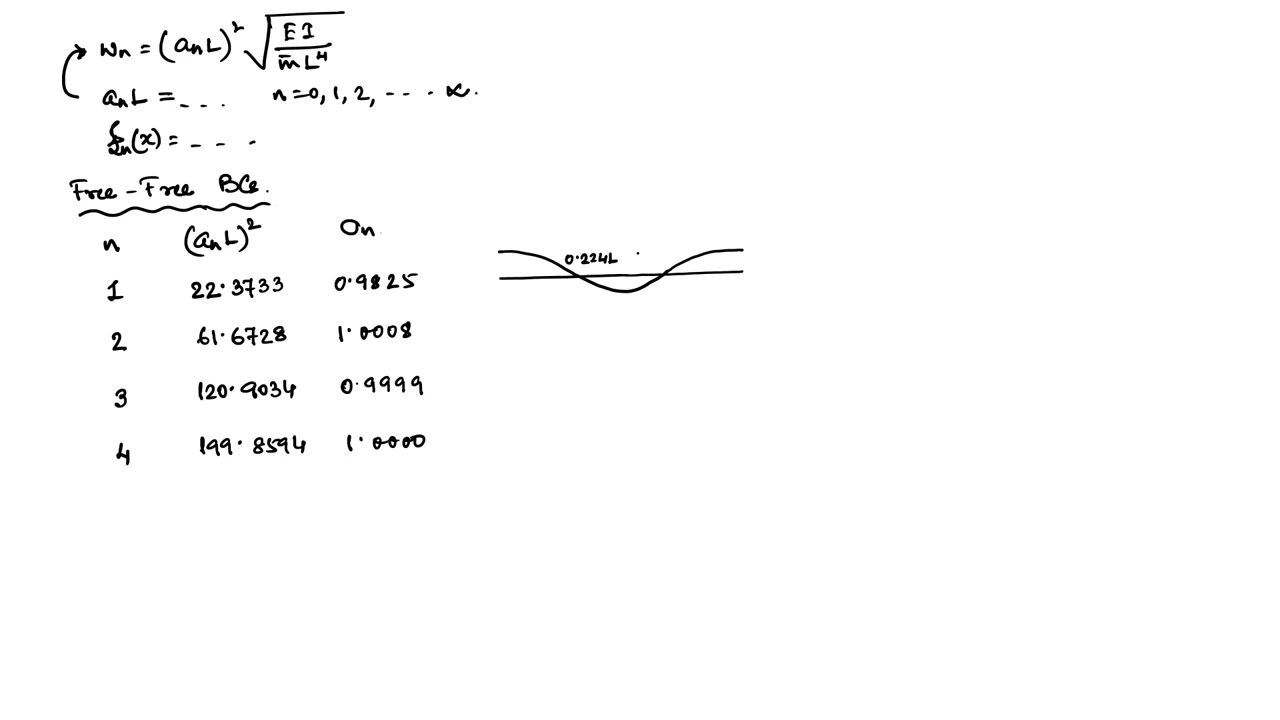 ωn = (anL)² √(EI / m̄L⁴)
anL = - - - . n=0, 1, 2, - - - . ∝.
Φn(x) = - - -
Free - Free BCs.
n (anL)² σn
0.224L
1 22.3733 0.9825
2 61.6728 1.0008
3 120.9034 0.9999
4 199.8594 1.0000